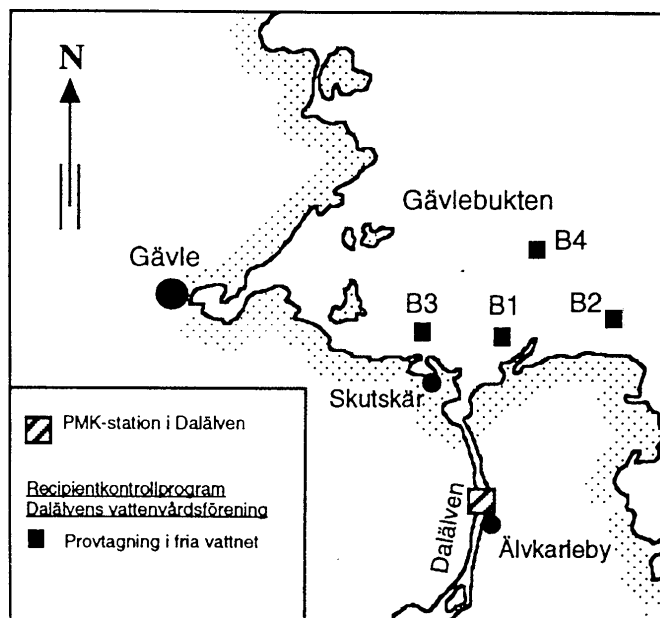 N
Gävlebukten
Gävle
B4
B3
B1
B2
Skutskär
PMK-station i Dalälven
Recipientkontrollprogram
Dalälvens vattenvårdsförening
Provtagning i fria vattnet
Dalälven
Älvkarleby